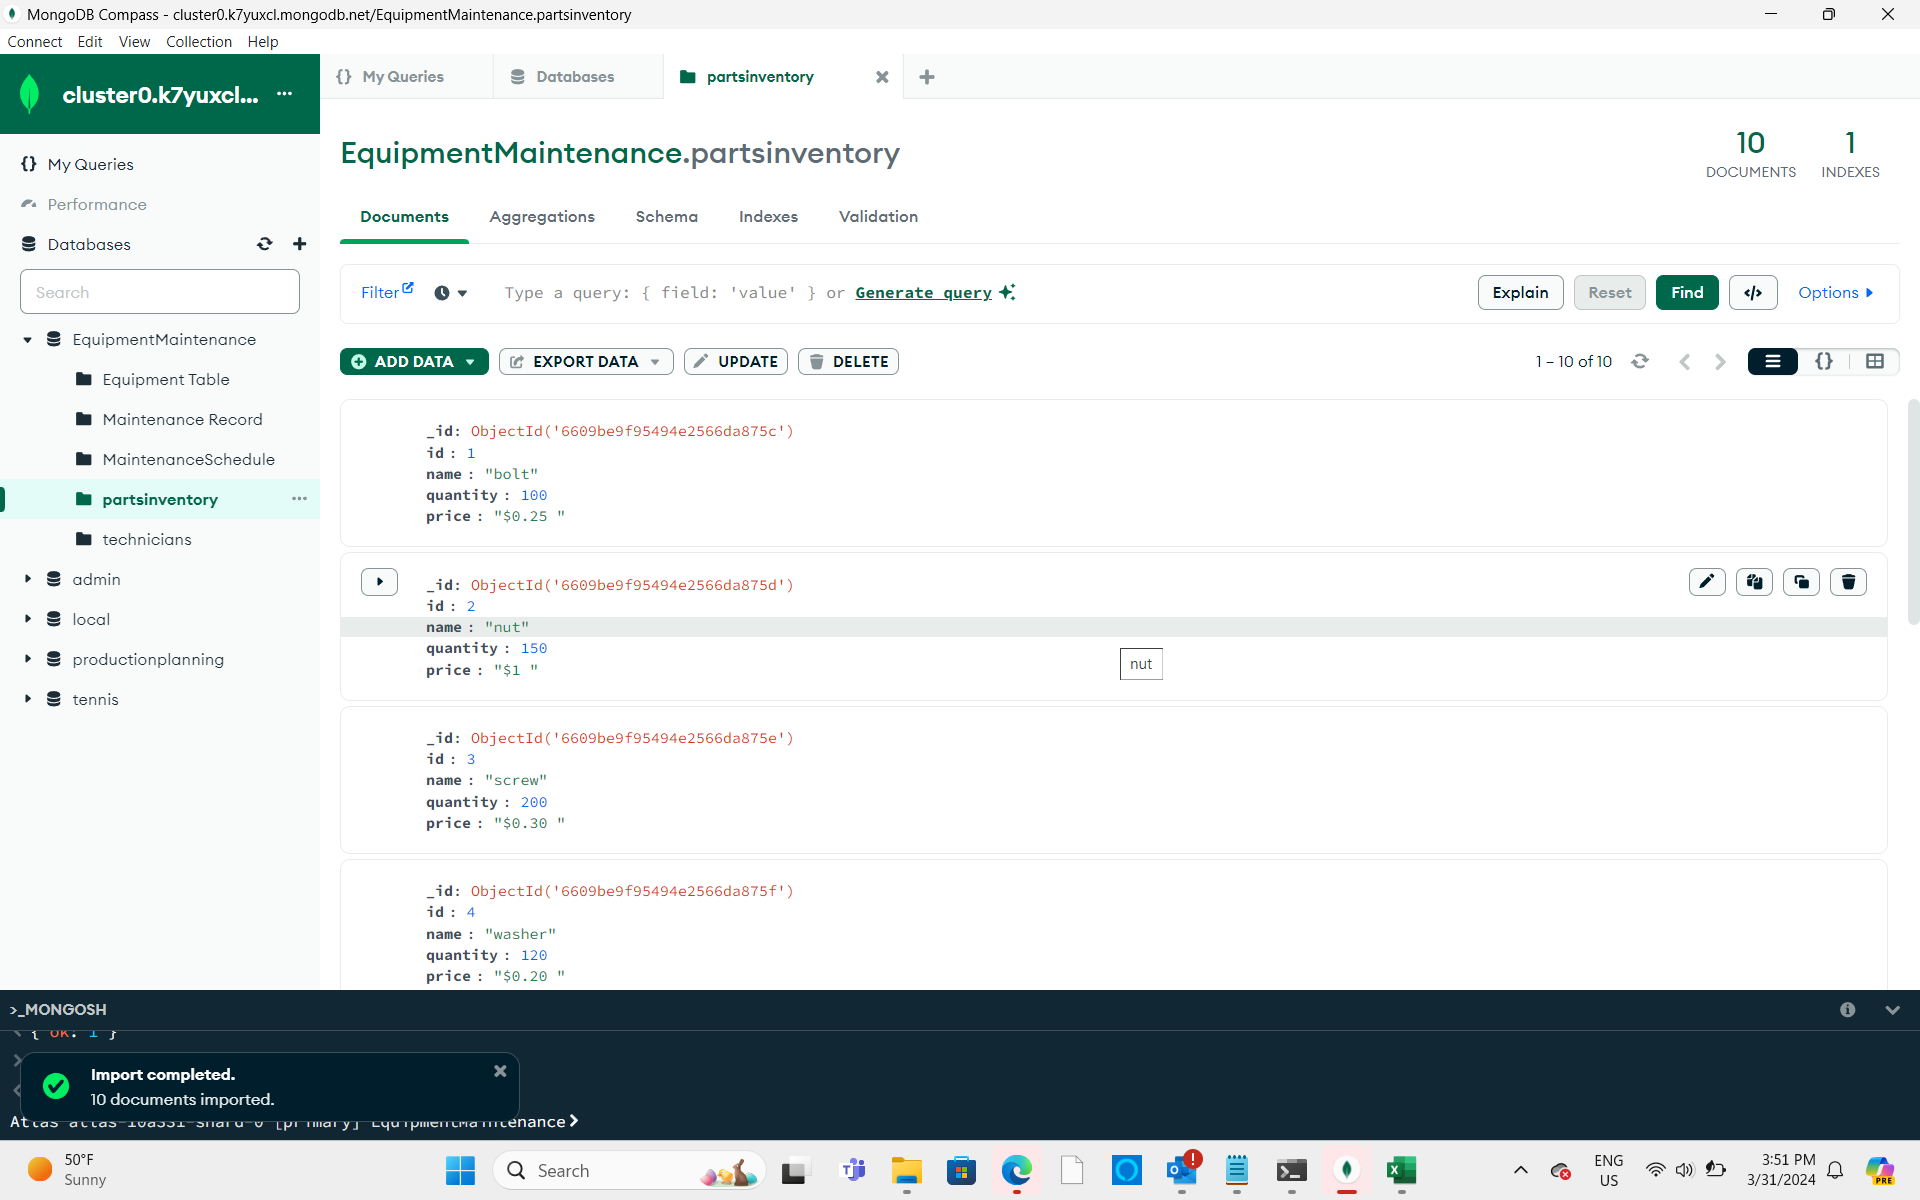 MongoDB Compass - cluster0.k7yuxcl.mongodb.net/EquipmentMaintenance.partsinventory
Connect Edit View Collection Help
cluster0.k7yuxcl... ...
{} My Queries
Databases
partsinventory
My Queries
Performance
Databases
Search
EquipmentMaintenance
Equipment Table
Maintenance Record
MaintenanceSchedule
partsinventory ...
technicians
admin
local
productionplanning
tennis
EquipmentMaintenance.partsinventory
10
DOCUMENTS
1
INDEXES
Documents Aggregations Schema Indexes Validation
Filter Type a query: { field: 'value' } or Generate query Explain Reset Find </> Options
ADD DATA EXPORT DATA UPDATE DELETE 1 – 10 of 10 {}
_id: ObjectId('6609be9f95494e2566da875c')
id : 1
name : "bolt"
quantity : 100
price : "$0.25 "
_id: ObjectId('6609be9f95494e2566da875d')
id : 2
name : "nut"
quantity : 150
price : "$1 "
nut
_id: ObjectId('6609be9f95494e2566da875e')
id : 3
name : "screw"
quantity : 200
price : "$0.30 "
_id: ObjectId('6609be9f95494e2566da875f')
id : 4
name : "washer"
quantity : 120
price : "$0.20 "
>_MONGOSH
{ ok: 1 }
Import completed.
10 documents imported.
Atlas atlas-10a331-shard-0 [primary] EquipmentMaintenance>
50°F
Sunny
Search
ENG
US
3:51 PM
3/31/2024
PRE